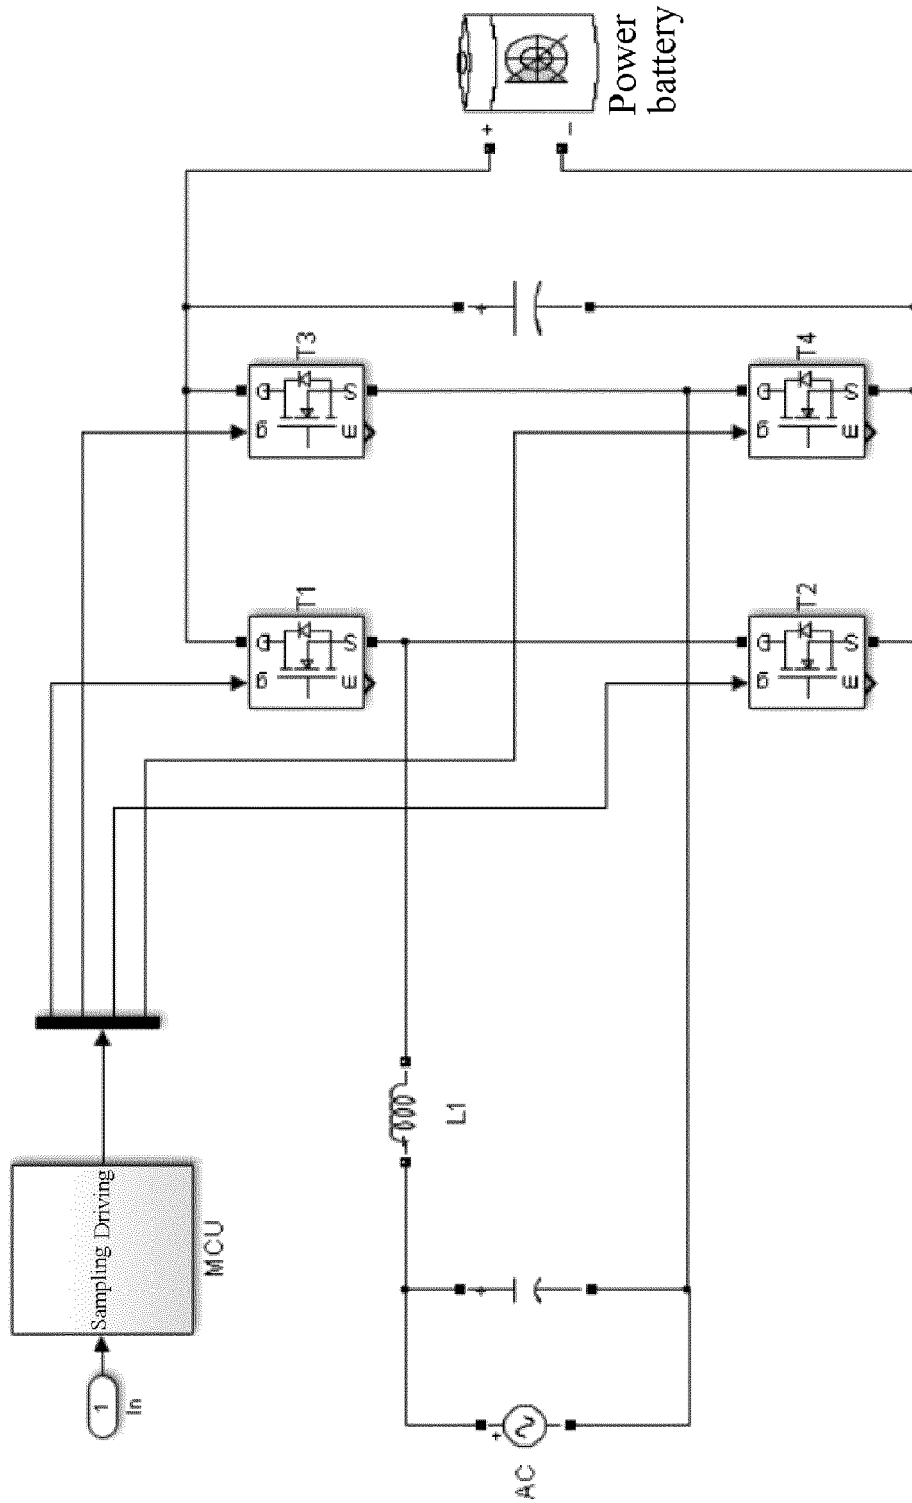 1
In
Sampling Driving
MCU
AC
+
+
L1
g D
m S
T1
g D
m S
T3
g D
m S
T2
g D
m S
T4
+
+
−
Power
battery